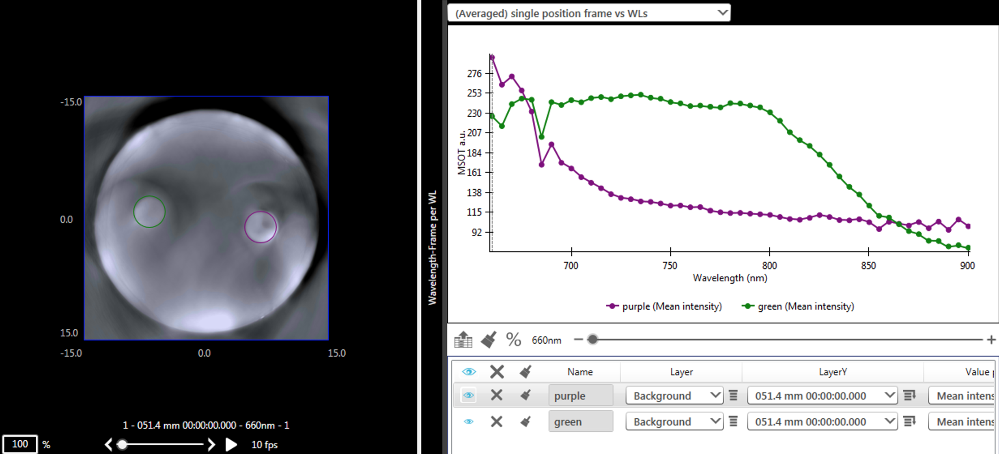 (Averaged) single position frame vs WLs
-15.0
0.0
15.0
-15.0 0.0 15.0
1 - 051.4 mm 00:00:00.000 - 660nm - 1
100 %
10 fps
Wavelength-Frame per WL
MSOT a.u.
276
253
230
207
184
161
138
115
92
700 750 800 850 900
Wavelength (nm)
purple (Mean intensity) green (Mean intensity)
% 660nm − +
Name Layer LayerY Value
purple Background 051.4 mm 00:00:00.000 Mean intens
green Background 051.4 mm 00:00:00.000 Mean intens